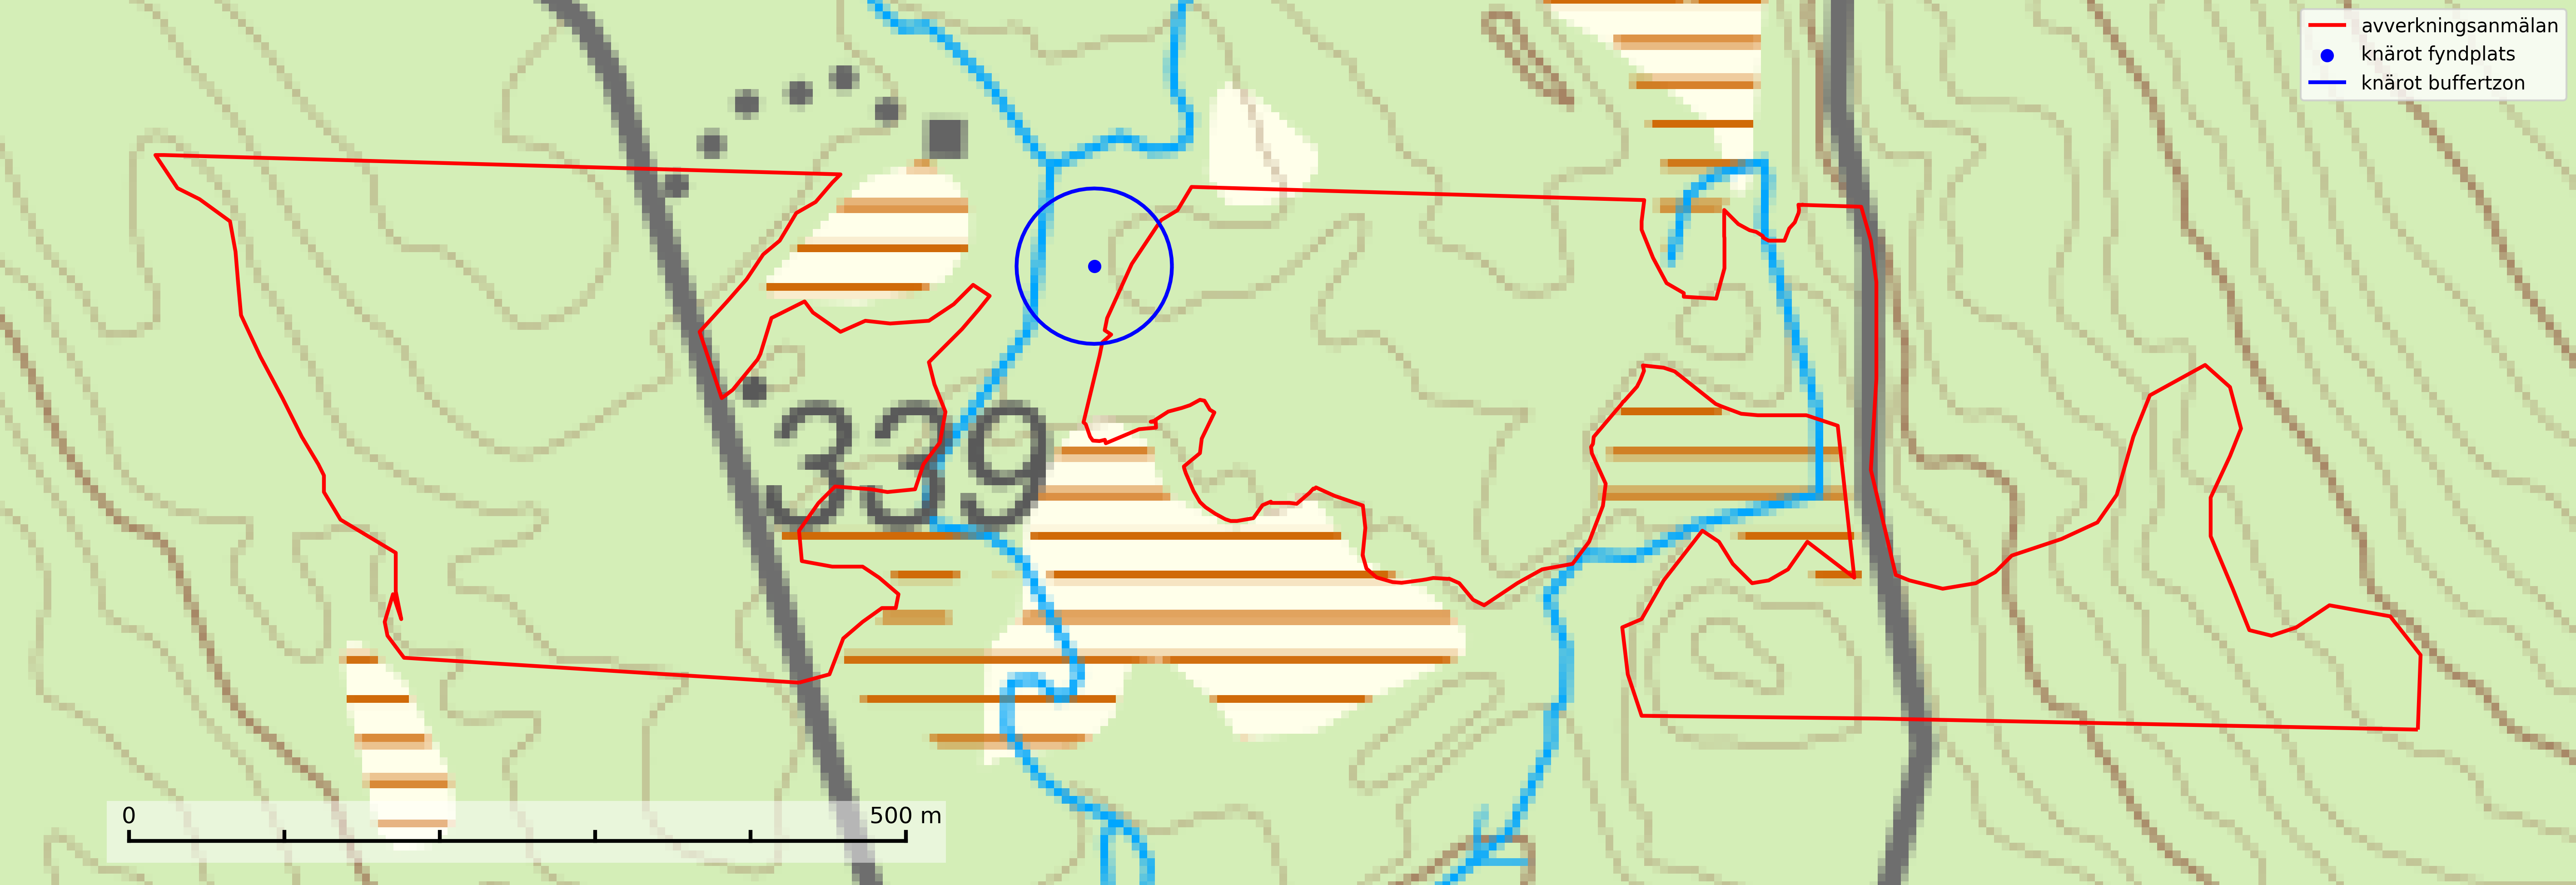 avverkningsanmälan
knärot fyndplats
knärot buffertzon
339
0 500 m